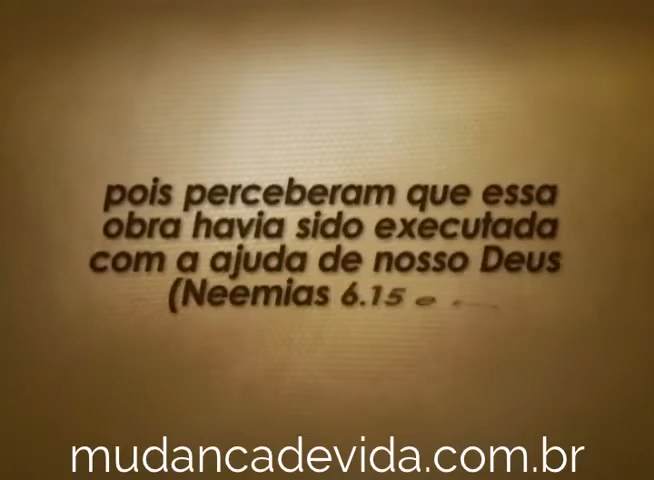 pois perceberam que essa
obra havia sido executada
com a ajuda de nosso Deus
(Neemias 6.15 e
mudancadevida.com.br